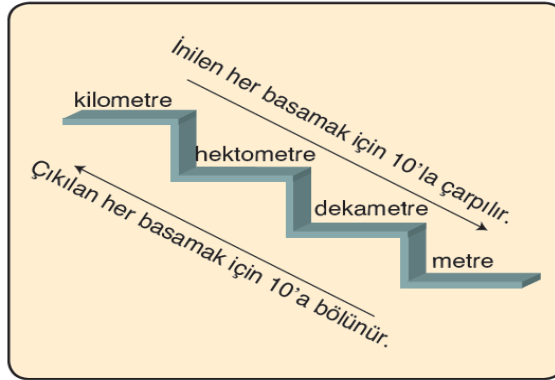 İnilen her basamak için 10'la çarpılır.
kilometre
hektometre
dekametre
metre
Çıkılan her basamak için 10'a bölünür.